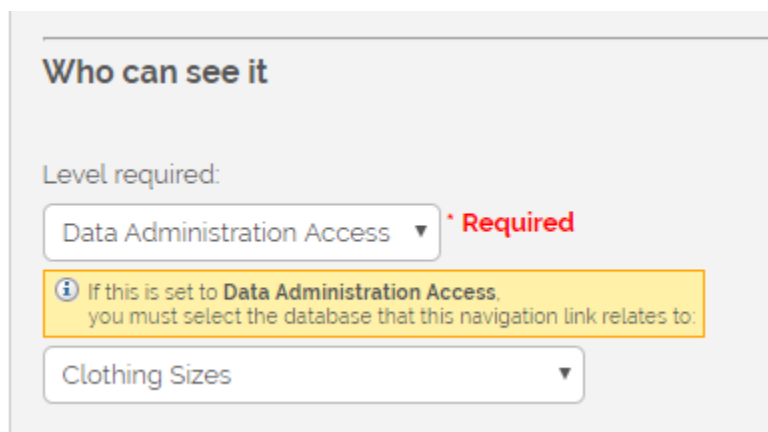 Who can see it
Level required:
Data Administration Access
* Required
If this is set to Data Administration Access,
you must select the database that this navigation link relates to:
Clothing Sizes